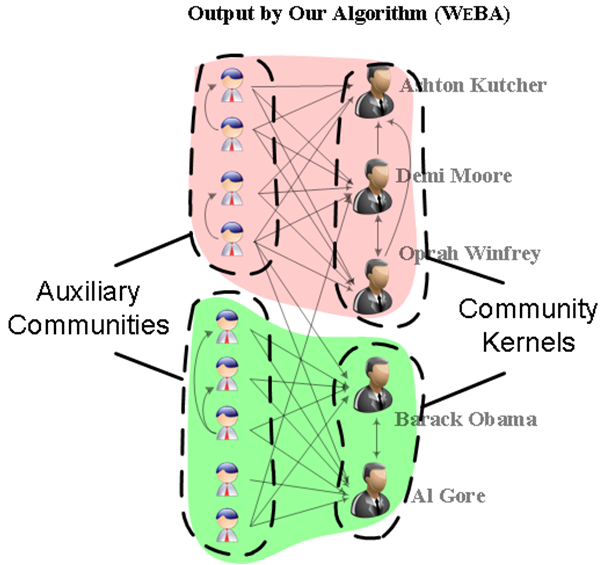 Output by Our Algorithm (WEBA)
Ashton Kutcher
Demi Moore
Oprah Winfrey
Auxiliary
Communities
Community
Kernels
Barack Obama
Al Gore